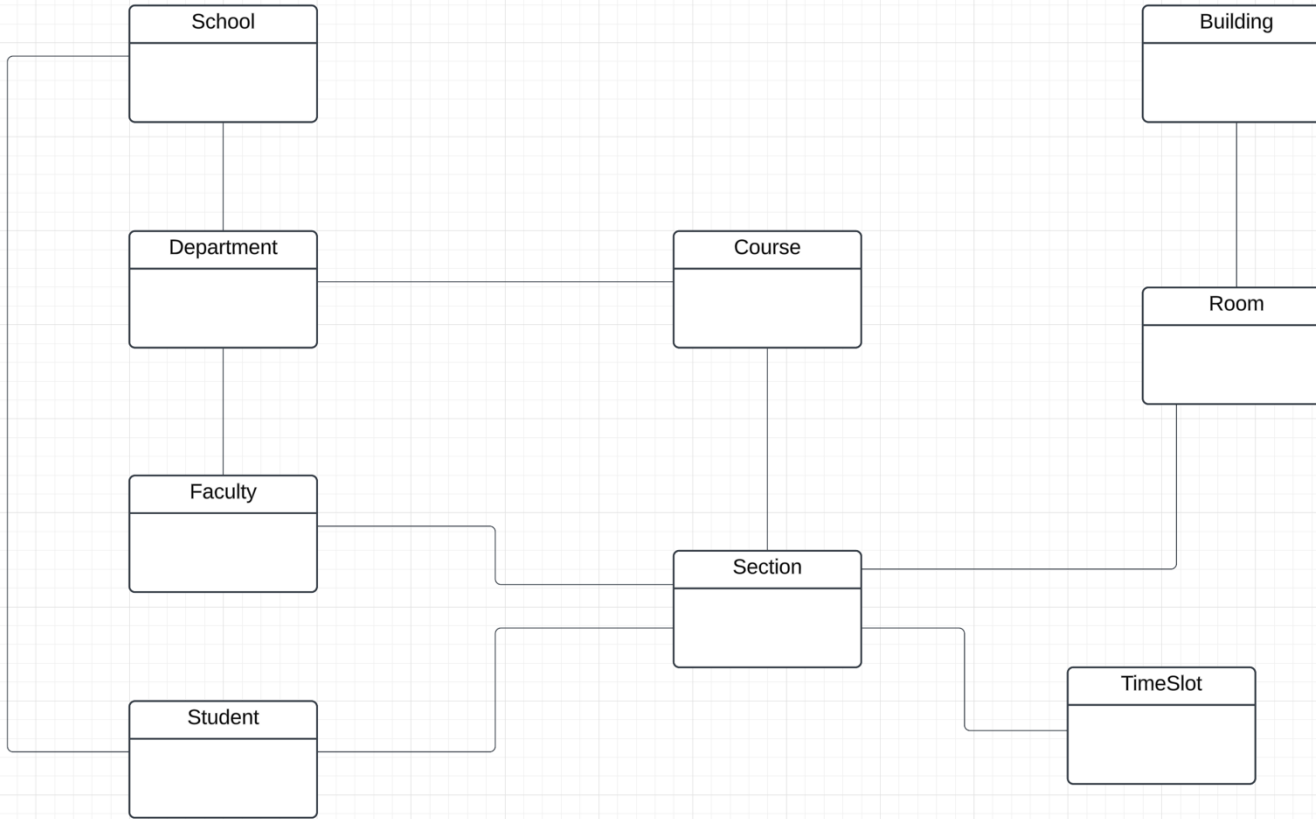 School
Building
Department
Course
Room
Faculty
Section
TimeSlot
Student